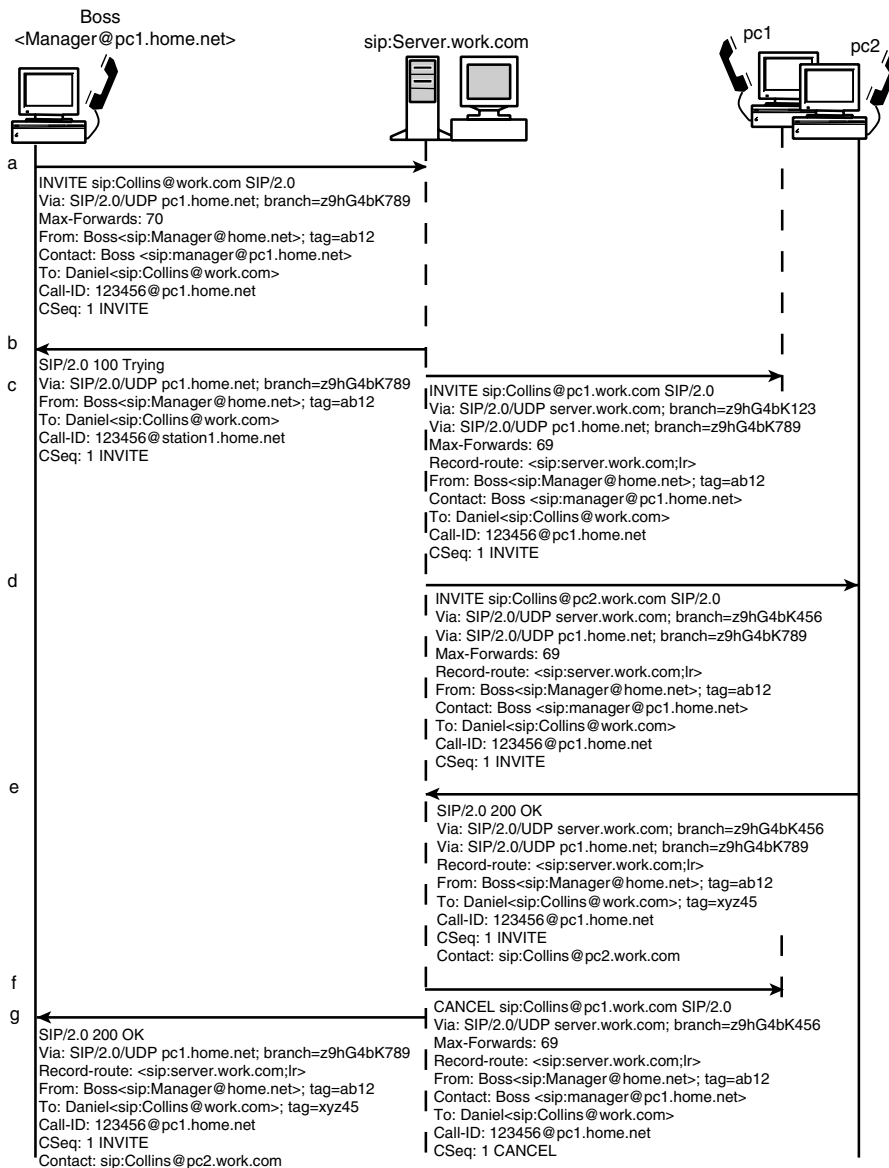 Boss
<Manager@pc1.home.net>
sip:Server.work.com
pc1
pc2
a
INVITE sip:Collins@work.com SIP/2.0
Via: SIP/2.0/UDP pc1.home.net; branch=z9hG4bK789
Max-Forwards: 70
From: Boss<sip:Manager@home.net>; tag=ab12
Contact: Boss <sip:manager@pc1.home.net>
To: Daniel<sip:Collins@work.com>
Call-ID: 123456@pc1.home.net
CSeq: 1 INVITE
b
SIP/2.0 100 Trying
Via: SIP/2.0/UDP pc1.home.net; branch=z9hG4bK789
From: Boss<sip:Manager@home.net>; tag=ab12
To: Daniel<sip:Collins@work.com>
Call-ID: 123456@station1.home.net
CSeq: 1 INVITE
c
INVITE sip:Collins@pc1.work.com SIP/2.0
Via: SIP/2.0/UDP server.work.com; branch=z9hG4bK123
Via: SIP/2.0/UDP pc1.home.net; branch=z9hG4bK789
Max-Forwards: 69
Record-route: <sip:server.work.com;lr>
From: Boss<sip:Manager@home.net>; tag=ab12
Contact: Boss <sip:manager@pc1.home.net>
To: Daniel<sip:Collins@work.com>
Call-ID: 123456@pc1.home.net
CSeq: 1 INVITE
d
INVITE sip:Collins@pc2.work.com SIP/2.0
Via: SIP/2.0/UDP server.work.com; branch=z9hG4bK456
Via: SIP/2.0/UDP pc1.home.net; branch=z9hG4bK789
Max-Forwards: 69
Record-route: <sip:server.work.com;lr>
From: Boss<sip:Manager@home.net>; tag=ab12
Contact: Boss <sip:manager@pc1.home.net>
To: Daniel<sip:Collins@work.com>
Call-ID: 123456@pc1.home.net
CSeq: 1 INVITE
e
SIP/2.0 200 OK
Via: SIP/2.0/UDP server.work.com; branch=z9hG4bK456
Via: SIP/2.0/UDP pc1.home.net; branch=z9hG4bK789
Record-route: <sip:server.work.com;lr>
From: Boss<sip:Manager@home.net>; tag=ab12
To: Daniel<sip:Collins@work.com>; tag=xyz45
Call-ID: 123456@pc1.home.net
CSeq: 1 INVITE
Contact: sip:Collins@pc2.work.com
f
CANCEL sip:Collins@pc1.work.com SIP/2.0
Via: SIP/2.0/UDP server.work.com; branch=z9hG4bK456
Max-Forwards: 69
Record-route: <sip:server.work.com;lr>
From: Boss<sip:Manager@home.net>; tag=ab12
Contact: Boss <sip:manager@pc1.home.net>
To: Daniel<sip:Collins@work.com>
Call-ID: 123456@pc1.home.net
CSeq: 1 CANCEL
g
SIP/2.0 200 OK
Via: SIP/2.0/UDP pc1.home.net; branch=z9hG4bK789
Record-route: <sip:server.work.com;lr>
From: Boss<sip:Manager@home.net>; tag=ab12
To: Daniel<sip:Collins@work.com>; tag=xyz45
Call-ID: 123456@pc1.home.net
CSeq: 1 INVITE
Contact: sip:Collins@pc2.work.com